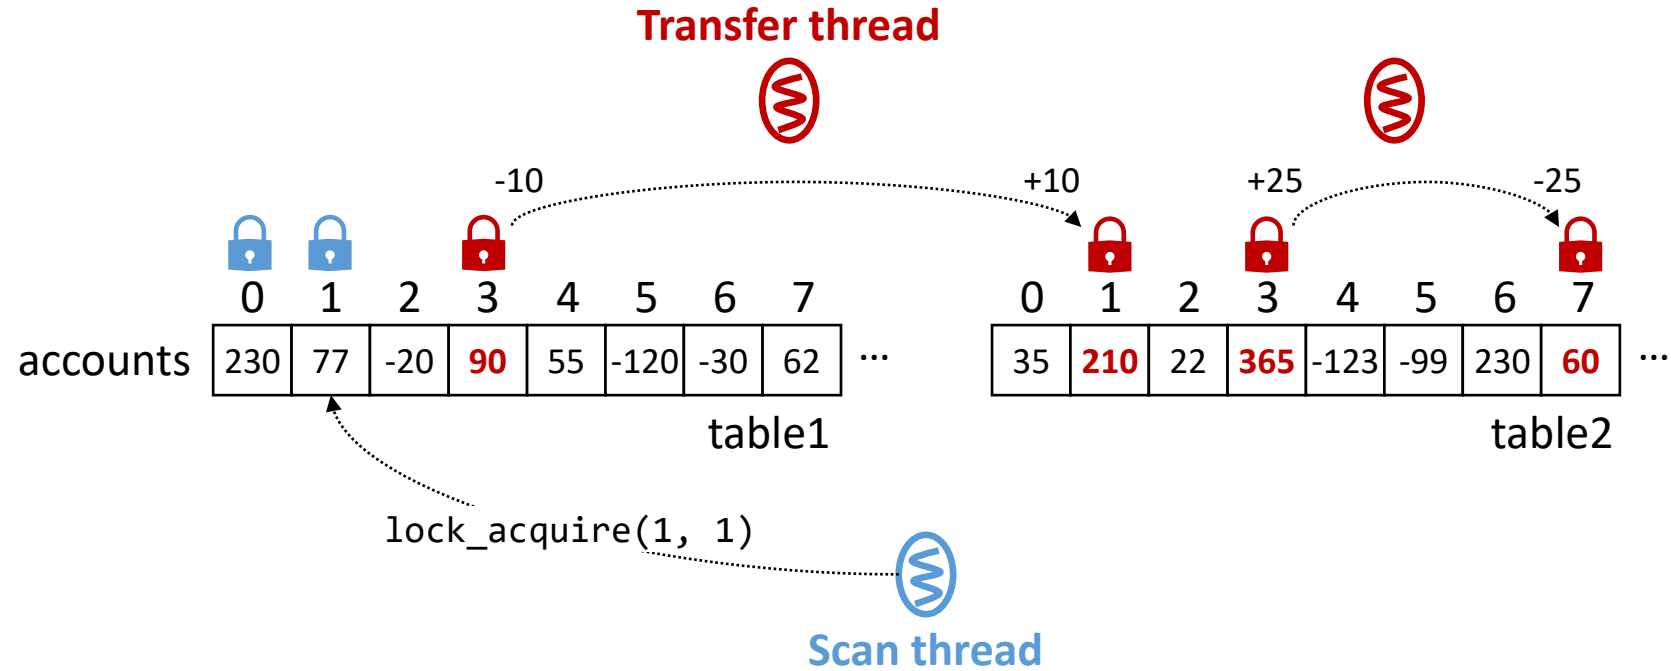 Transfer thread
-10 +10 +25 -25
0 1 2 3 4 5 6 7 0 1 2 3 4 5 6 7
accounts 230 77 -20 90 55 -120 -30 62 ... 35 210 22 365 -123 -99 230 60 ...
table1 table2
lock_acquire(1, 1)
Scan thread